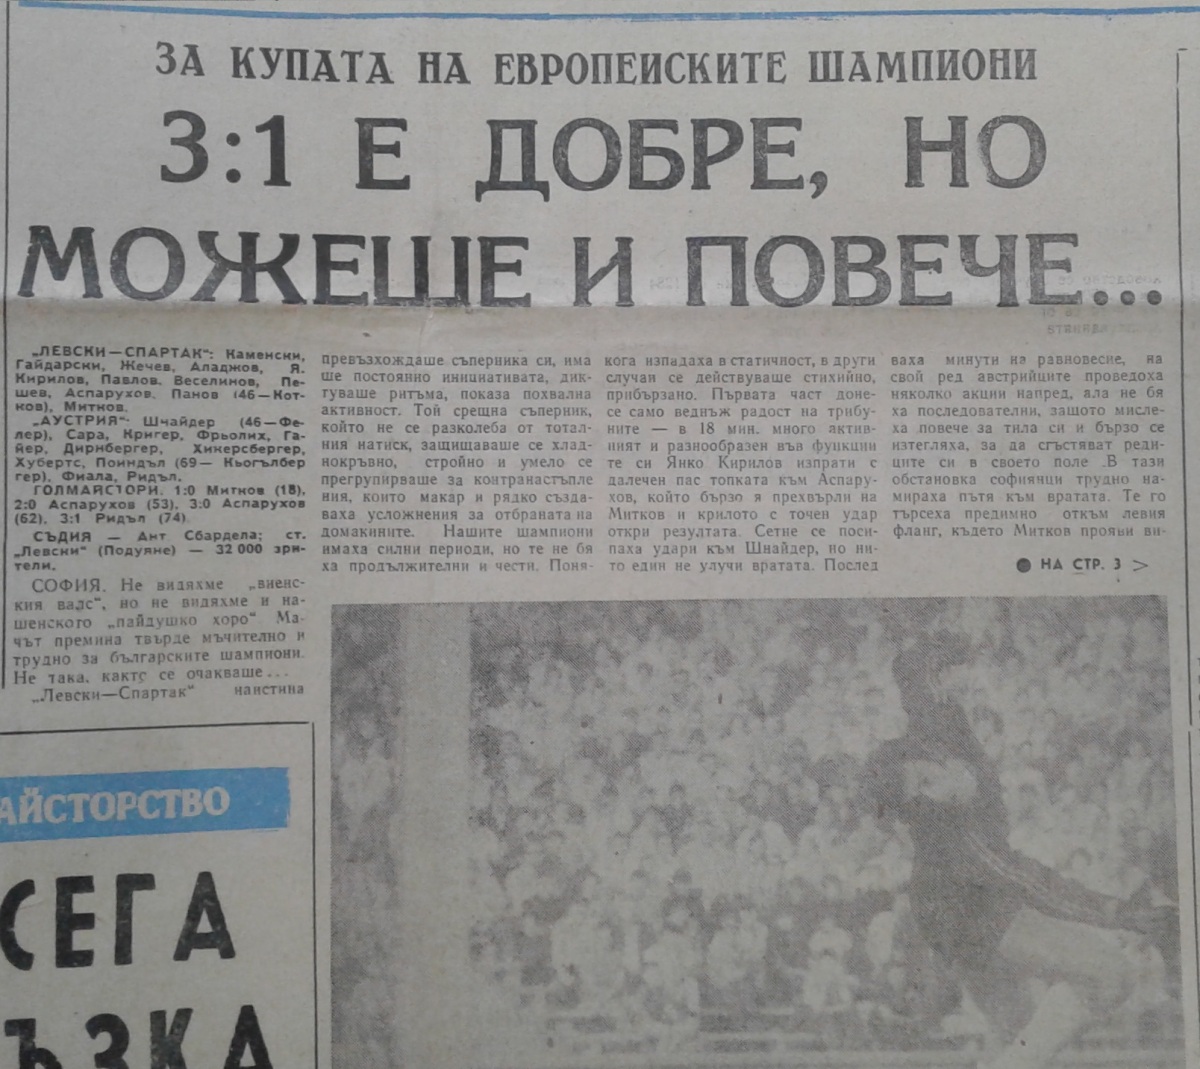 ЗА КУПАТА НА ЕВРОПЕИСКИТЕ ШАМПИОНИ
3:1 Е ДОБРЕ, НО
МОЖЕШЕ И ПОВЕЧЕ...
„ЛЕВСКИ—СПАРТАК“: Каменски,
Гайдарски, Жечев, Аладжов, Я.
Кирилов, Павлов. Веселинов, Пе-
шев, Аспарухов. Панов (46—Кот-
ков), Митков.
„АУСТРИЯ“: Шчайдер (46—Фе-
лер), Сара, Кригер, Фрьолих, Га-
йер, Дирнбергер, Хикерсбергер,
Хубертс, Поиндъл (69— Кьогълбер
гер), Фиала, Ридъл.
ГОЛМАЙСТОРИ. 1:0 Митков (18),
2:0 Аспарухов (53), 3:0 Аспарухов
(62), 3:1 Ридъл (74).
СЪДИЯ — Ант Сбардела; ст.
„Левски“ (Подуяне) — 32 000 зри-
тели.
СОФИЯ. Не видяхме „виенс-
кия валс“, но не видяхме и на-
шенското „пайдушко хоро“ Ма-
чът премина твърде мъчително и
трудно за българските шампиони.
Не така, както се очакваше...
„Левски—Спартак“ наистина
превъзхождаше съперника си, има
ше постоянно инициативата, дик-
туваше ритъма, показа похвална
активност. Той срещна съперник,
който не се разколеба от тотал-
ния натиск, защищаваше се хлад-
нокръвно, стройно и умело се
прегрупирваше за контранастъпле
ния, които макар и рядко създа-
ваха усложнения за отбраната на
домакините. Нашите шампиони
имаха силни периоди, но те не бя
ха продължителни и чести. Поня-
кога изпадаха в статичност, в други
случаи се действуваше стихийно,
прибързано. Първата част доне-
се само веднъж радост на трибу-
ните — в 18 мин. много актив-
ният и разнообразен във функции
те си Янко Кирилов изпрати с
далечен пас топката към Аспару-
хов, който бързо я прехвърли на
Митков и крилото с точен удар
откри резултата. Сетне се поси-
паха удари към Шнайдер, но ни-
то един не улучи вратата. Послед
ваха минути на равновесие, на
свой ред австрийците проведоха
няколко акции напред, ала не бя
ха последователни, защото мисле-
ха повече за тила си и бързо се
изтегляха, за да сгъстяват реди-
ците си в своето поле .В тази
обстановка софиянци трудно на-
мираха пътя към вратата. Те го
търсеха предимно откъм левия
фланг, където Митков прояви ви-
● НА СТР. 3 >
АЙСТОРСТВО
СЕГА
ЪЗКА